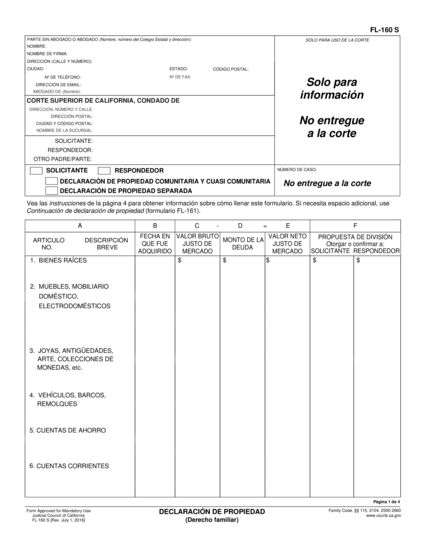 FL-160 S
PARTE SIN ABOGADO O ABOGADO (Nombre, número del Colegio Estatal y dirección):
NOMBRE:
NOMBRE DE FIRMA:
DIRECCIÓN (CALLE Y NÚMERO):
CIUDAD: ESTADO: CÓDIGO POSTAL:
Nº DE TELÉFONO: Nº DE FAX:
DIRECCIÓN DE EMAIL:
ABOGADO DE (Nombre):
SOLO PARA USO DE LA CORTE
Solo para
información
No entregue
a la corte
CORTE SUPERIOR DE CALIFORNIA, CONDADO DE
DIRECCIÓN, NÚMERO Y CALLE:
DIRECCIÓN POSTAL:
CIUDAD Y CÓDIGO POSTAL:
NOMBRE DE LA SUCURSAL:
SOLICITANTE:
RESPONDEDOR:
OTRO PADRE/PARTE:
SOLICITANTE RESPONDEDOR
DECLARACIÓN DE PROPIEDAD COMUNITARIA Y CUASI COMUNITARIA
DECLARACIÓN DE PROPIEDAD SEPARADA
NÚMERO DE CASO
No entregue a la corte
Vea las instrucciones de la página 4 para obtener información sobre cómo llenar este formulario. Si necesita espacio adicional, use
Continuación de declaración de propiedad (formulario FL-161).
A B C - D = E F
ARTICULO NO. DESCRIPCIÓN BREVE
FECHA EN QUE FUE ADQUIRIDO
VALOR BRUTO JUSTO DE MERCADO
MONTO DE LA DEUDA
VALOR NETO JUSTO DE MERCADO
PROPUESTA DE DIVISIÓN
Otorgar o confirmar a:
SOLICITANTE RESPONDEDOR
1. BIENES RAÍCES $ $ $ $ $
2. MUEBLES, MOBILIARIO
DOMÉSTICO,
ELECTRODOMÉSTICOS
3. JOYAS, ANTIGÜEDADES,
ARTE, COLECCIONES DE
MONEDAS, etc.
4. VEHÍCULOS, BARCOS,
REMOLQUES
5. CUENTAS DE AHORRO
6. CUENTAS CORRIENTES
Página 1 de 4
Form Approved for Mandatory Use
Judicial Council of California
FL-160 S [Rev. July 1, 2016]
DECLARACIÓN DE PROPIEDAD
(Derecho familiar)
Family Code, §§ 115, 2104, 2500-2660
www.courts.ca.gov